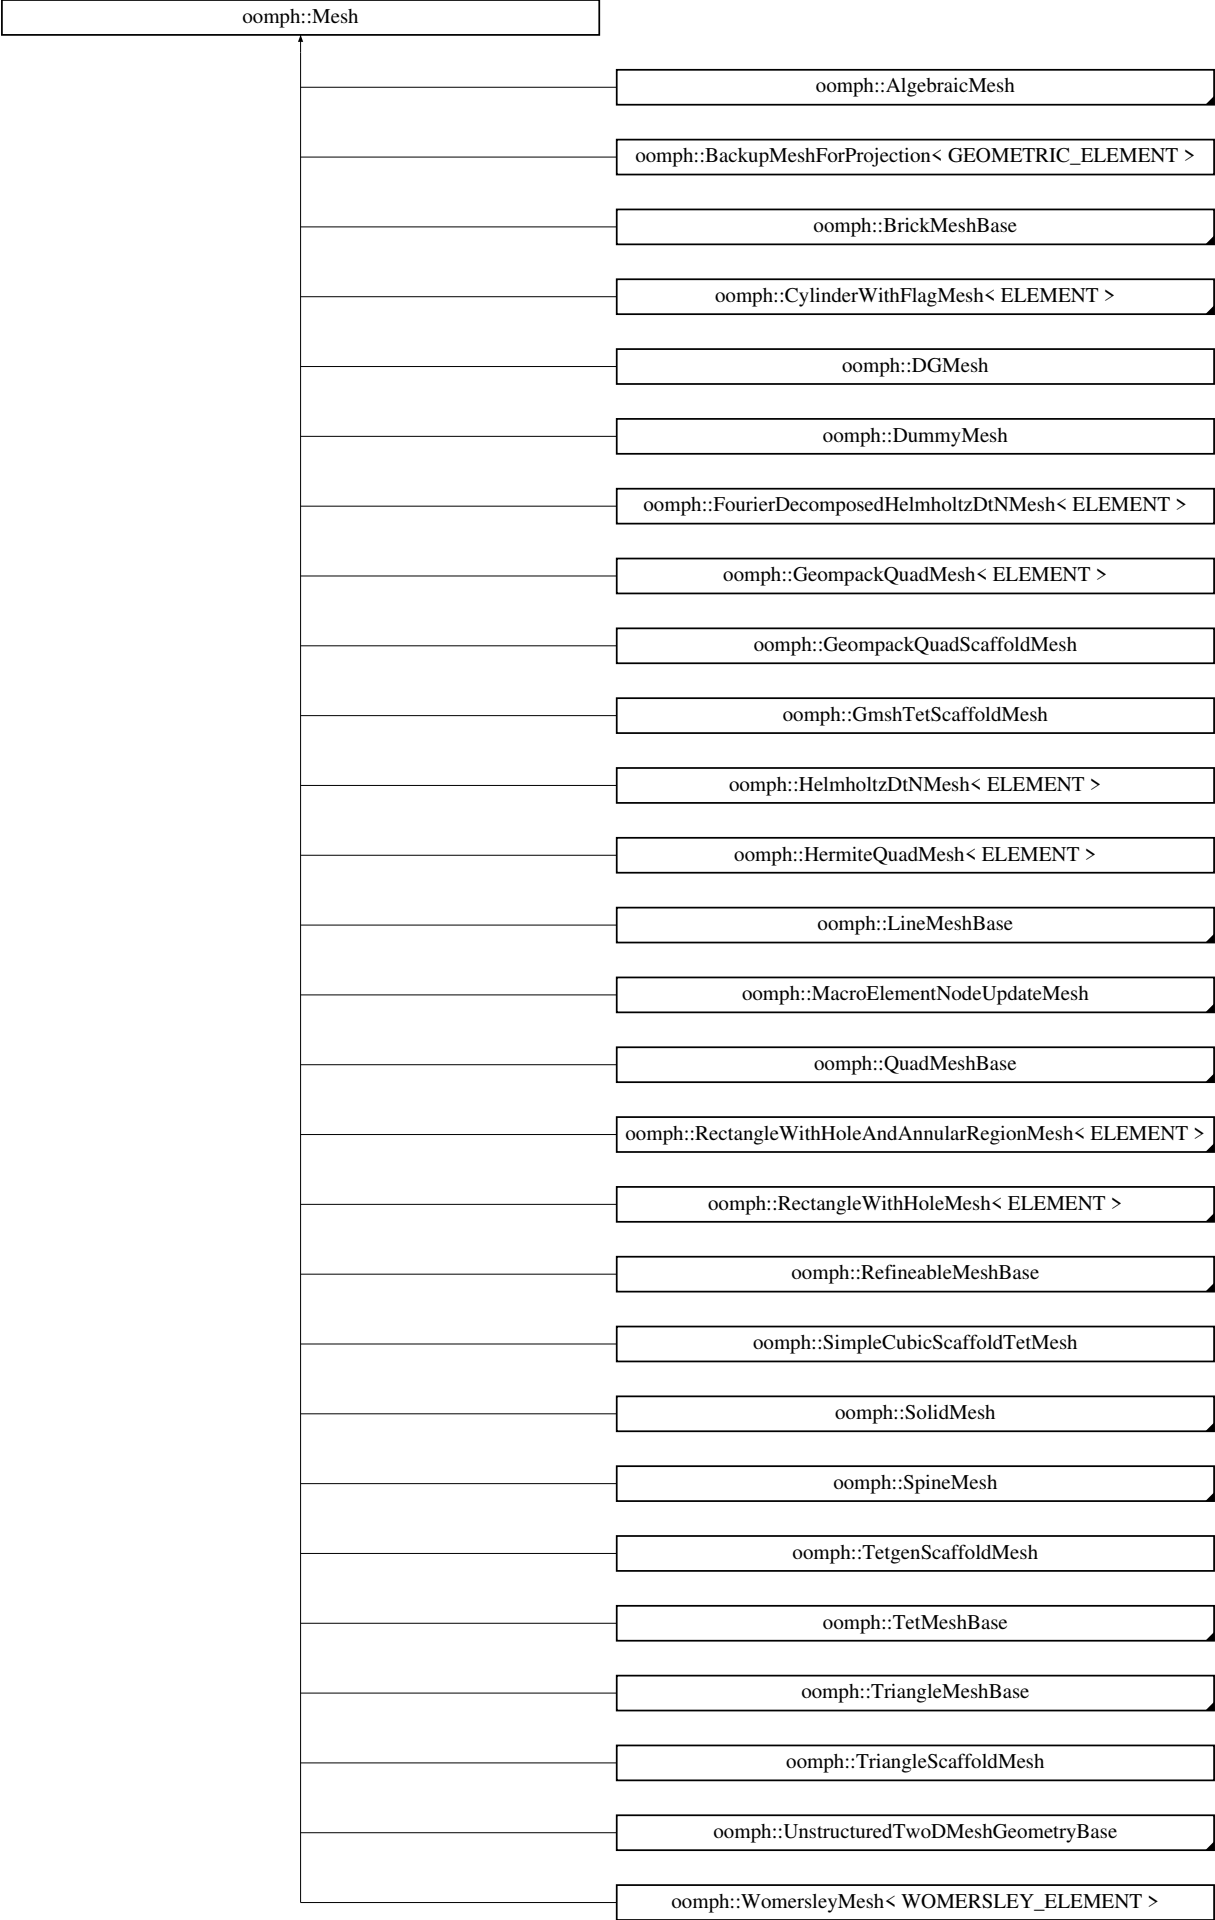 oomph::Mesh
oomph::AlgebraicMesh
oomph::BackupMeshForProjection< GEOMETRIC_ELEMENT >
oomph::BrickMeshBase
oomph::CylinderWithFlagMesh< ELEMENT >
oomph::DGMesh
oomph::DummyMesh
oomph::FourierDecomposedHelmholtzDtNMesh< ELEMENT >
oomph::GeompackQuadMesh< ELEMENT >
oomph::GeompackQuadScaffoldMesh
oomph::GmshTetScaffoldMesh
oomph::HelmholtzDtNMesh< ELEMENT >
oomph::HermiteQuadMesh< ELEMENT >
oomph::LineMeshBase
oomph::MacroElementNodeUpdateMesh
oomph::QuadMeshBase
oomph::RectangleWithHoleAndAnnularRegionMesh< ELEMENT >
oomph::RectangleWithHoleMesh< ELEMENT >
oomph::RefineableMeshBase
oomph::SimpleCubicScaffoldTetMesh
oomph::SolidMesh
oomph::SpineMesh
oomph::TetgenScaffoldMesh
oomph::TetMeshBase
oomph::TriangleMeshBase
oomph::TriangleScaffoldMesh
oomph::UnstructuredTwoDMeshGeometryBase
oomph::WomersleyMesh< WOMERSLEY_ELEMENT >